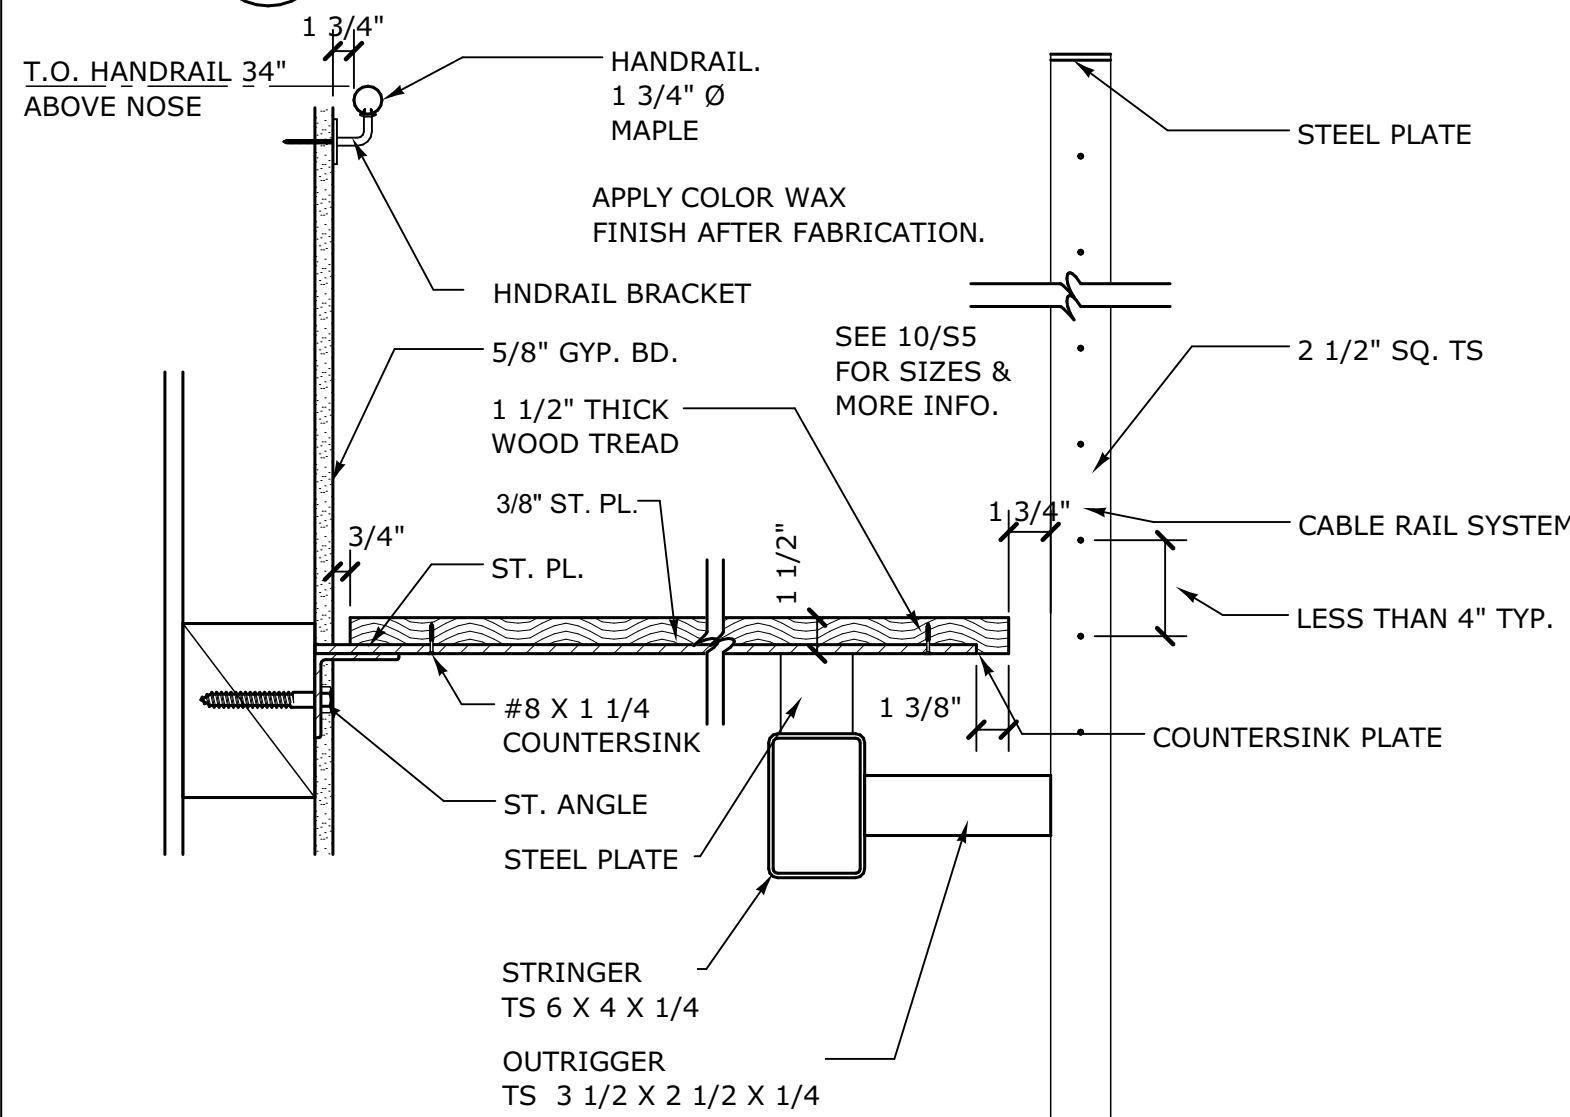 1 3/4"
T.O. HANDRAIL 34"
ABOVE NOSE
HANDRAIL.
1 3/4" Ø
MAPLE
STEEL PLATE
APPLY COLOR WAX
FINISH AFTER FABRICATION.
HNDRAIL BRACKET
5/8" GYP. BD.
SEE 10/S5
FOR SIZES &
MORE INFO.
2 1/2" SQ. TS
1 1/2" THICK
WOOD TREAD
3/8" ST. PL.
3/4"
ST. PL.
1 1/2"
1 3/4"
CABLE RAIL SYSTEM
LESS THAN 4" TYP.
#8 X 1 1/4
COUNTERSINK
1 3/8"
COUNTERSINK PLATE
ST. ANGLE
STEEL PLATE
STRINGER
TS 6 X 4 X 1/4
OUTRIGGER
TS 3 1/2 X 2 1/2 X 1/4